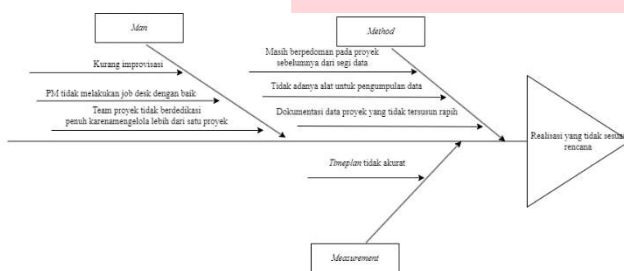 Man
Method
Kurang improvisasi
PM tidak melakukan job desk dengan baik
Team proyek tidak berdedikasi
penuh karenamengelola lebih dari satu proyek
Masih berpedoman pada proyek
sebelumnya dari segi data
Tidak adanya alat untuk pengumpulan data
Dokumentasi data proyek yang tidak tersusun rapih
Realisasi yang tidak sesuai
rencana
Timeplan tidak akurat
Measurement